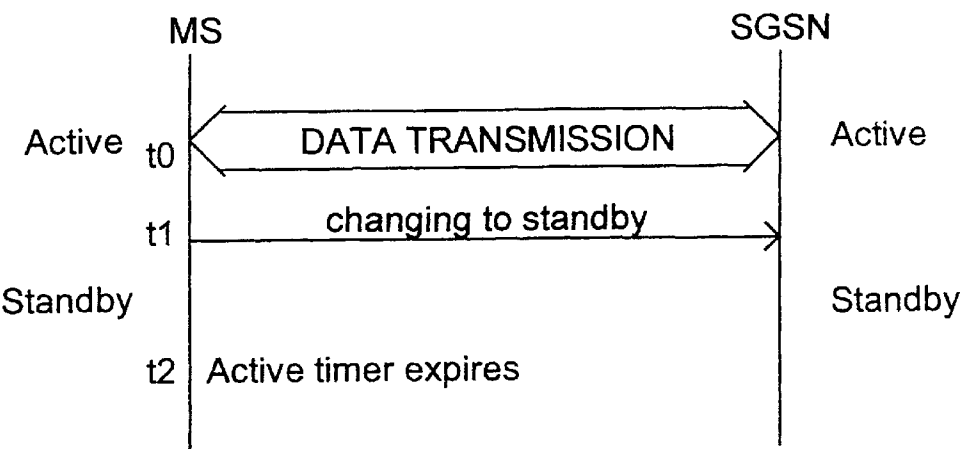 MS SGSN
Active t0 DATA TRANSMISSION Active
t1 changing to standby
Standby Standby
t2 Active timer expires